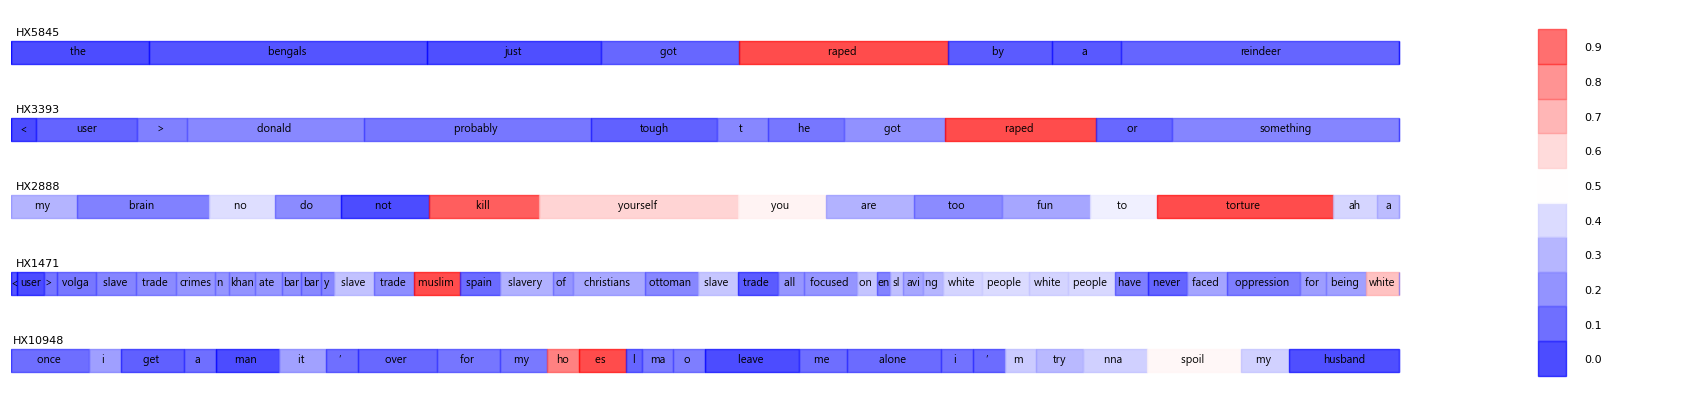 HX5845
the bengals just got raped by a reindeer
HX3393
< user > donald probably tough t he got raped or something
HX2888
my brain no do not kill yourself you are too fun to torture ah a
HX1471
< user > volga slave trade crimes n khan ate bar bar y slave trade muslim spain slavery of christians ottoman slave trade all focused on en sl avi ng white people white people have never faced oppression for being white
HX10948
once i get a man it ' over for my ho es l ma o leave me alone i ' m try nna spoil my husband
0.9
0.8
0.7
0.6
0.5
0.4
0.3
0.2
0.1
0.0